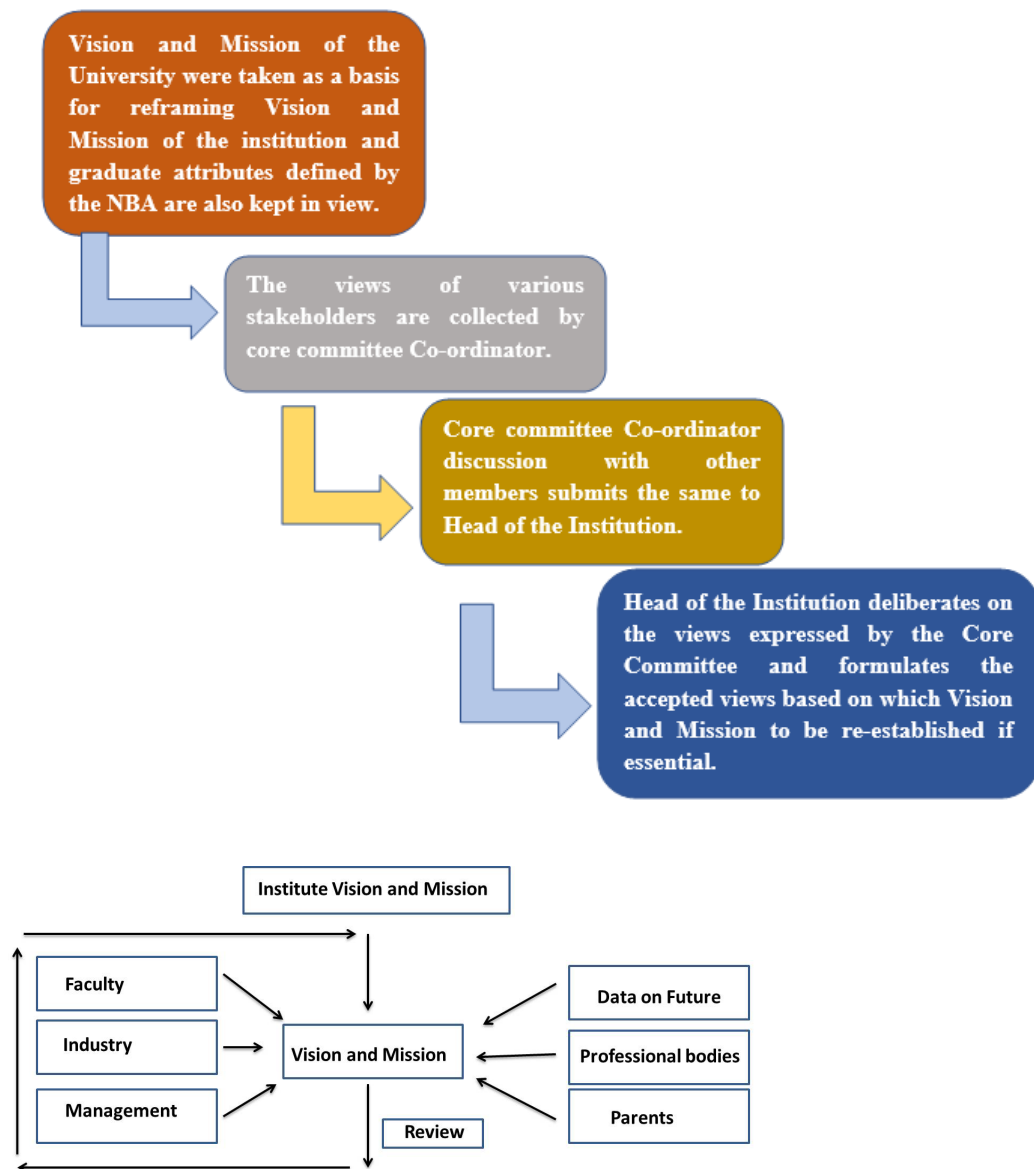 Vision and Mission of the
University were taken as a basis
for reframing Vision and
Mission of the institution and
graduate attributes defined by
the NBA are also kept in view.
The views of various
stakeholders are collected by
core committee Co-ordinator.
Core committee Co-ordinator
discussion with other
members submits the same to
Head of the Institution.
Head of the Institution deliberates on
the views expressed by the Core
Committee and formulates the
accepted views based on which Vision
and Mission to be re-established if
essential.
Institute Vision and Mission
Faculty
Industry
Management
Vision and Mission
Review
Data on Future
Professional bodies
Parents